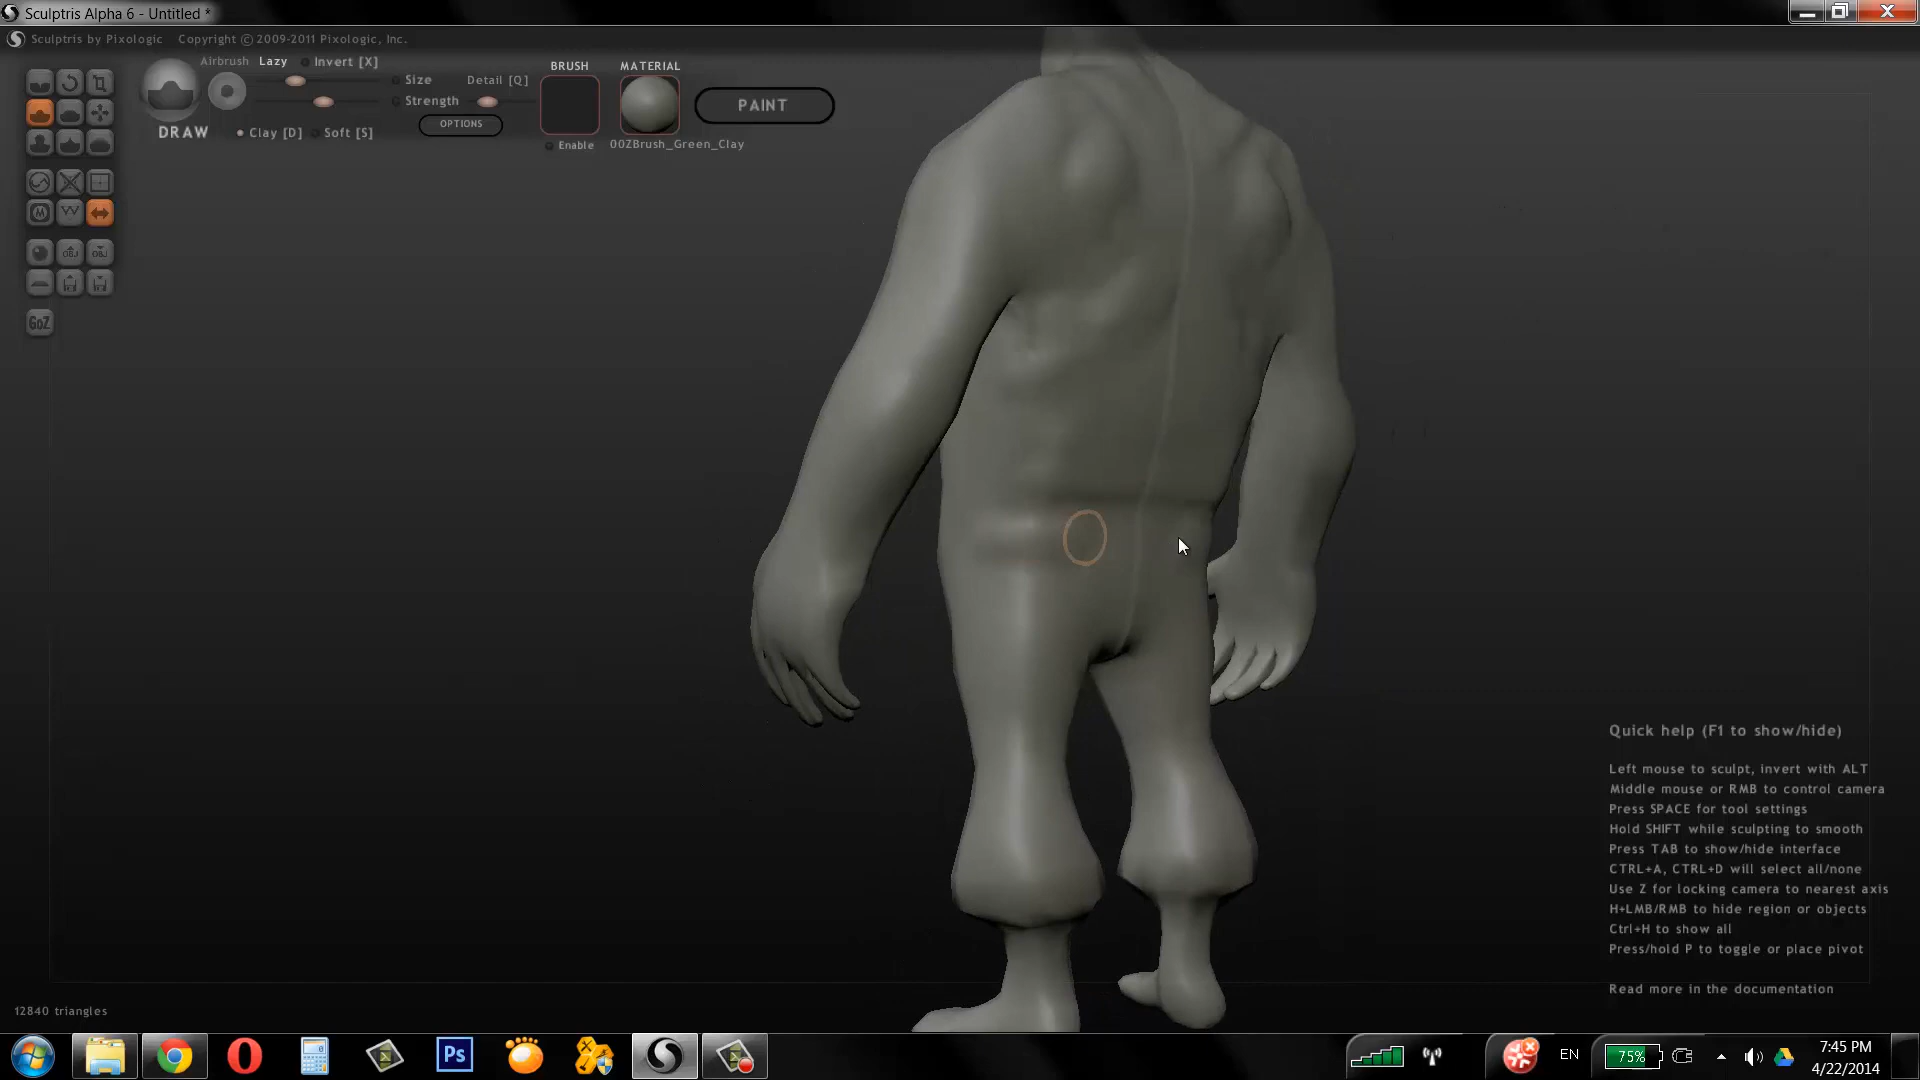 Sculptris Alpha 6 - Untitled *
Sculptris by Pixologic Copyright © 2009-2011 Pixologic, Inc.
Airbrush Lazy Invert [X]
Size Detail [Q]
Strength
OPTIONS
DRAW
Clay [D] Soft [S]
BRUSH MATERIAL
Enable 00ZBrush_Green_Clay
PAINT
OBJ OBJ
GoZ
Quick help (F1 to show/hide)
Left mouse to sculpt, invert with ALT
Middle mouse or RMB to control camera
Press SPACE for tool settings
Hold SHIFT while sculpting to smooth
Press TAB to show/hide interface
CTRL+A, CTRL+D will select all/none
Use Z for locking camera to nearest axis
H+LMB/RMB to hide region or objects
Ctrl+H to show all
Press/hold P to toggle or place pivot
Read more in the documentation
12840 triangles
Ps
EN
75%
7:45 PM
4/22/2014